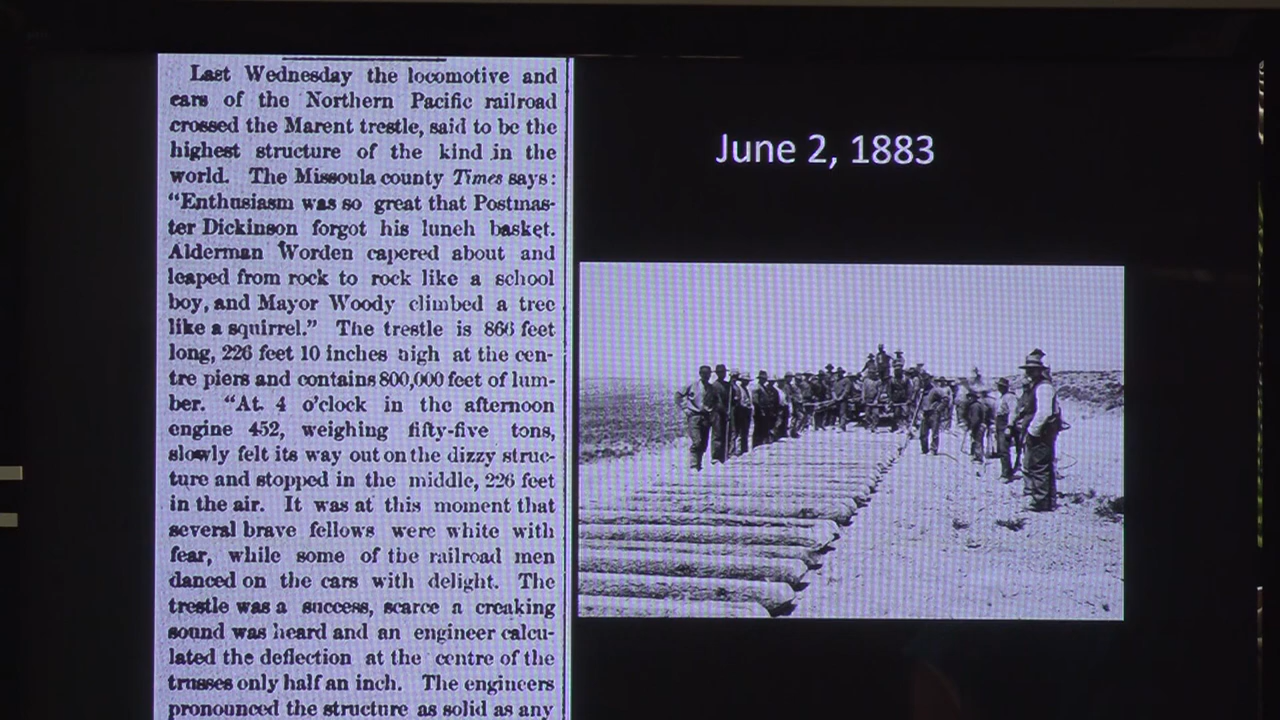 Last Wednesday the locomotive and
cars of the Northern Pacific railroad
crossed the Marent trestle, said to be the
highest structure of the kind in the
world. The Missoula county Times says:
"Enthusiasm was so great that Postmas-
ter Dickinson forgot his lunch basket.
Alderman Worden capered about and
leaped from rock to rock like a school
boy, and Mayor Woody climbed a tree
like a squirrel." The trestle is 866 feet
long, 226 feet 10 inches high at the cen-
tre piers and contains 800,000 feet of lum-
ber. "At 4 o'clock in the afternoon
engine 452, weighing fifty-five tons,
slowly felt its way out on the dizzy struc-
ture and stopped in the middle, 226 feet
in the air. It was at this moment that
several brave fellows were white with
fear, while some of the railroad men
danced on the cars with delight. The
trestle was a success, scarce a creaking
sound was heard and an engineer calcu-
lated the deflection at the centre of the
trusses only half an inch. The engineers
pronounced the structure as solid as any
June 2, 1883